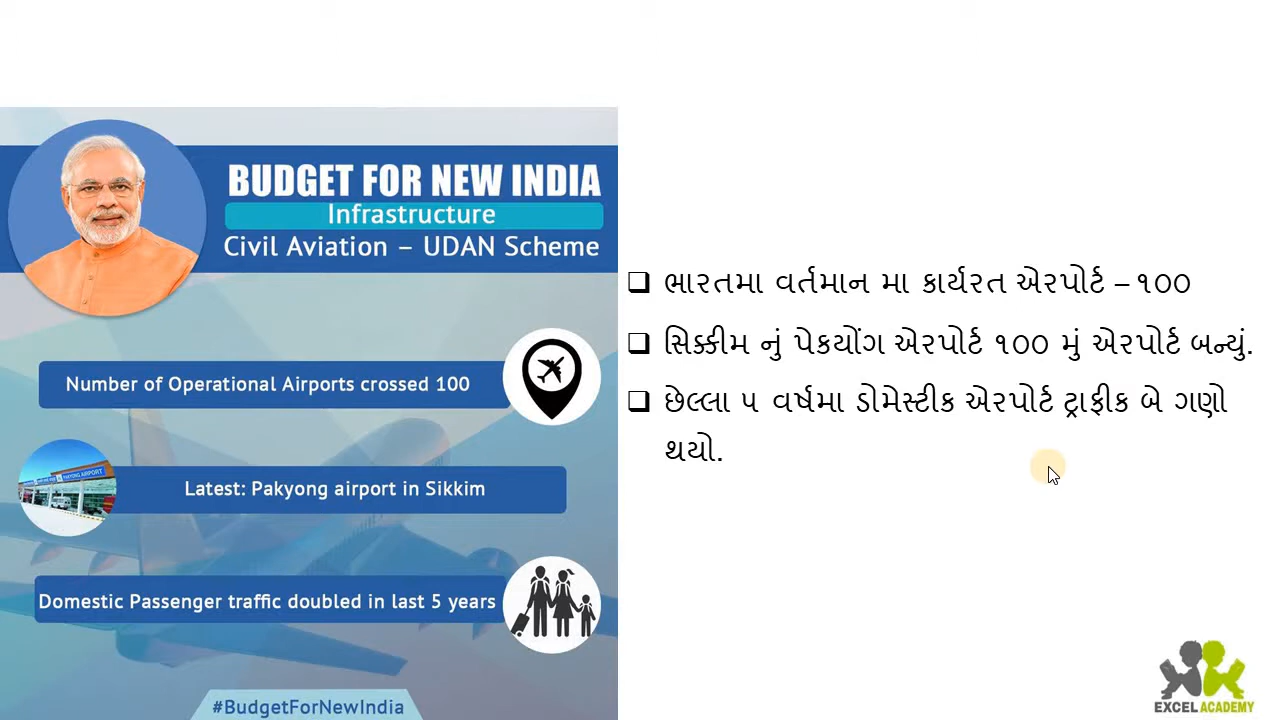 BUDGET FOR NEW INDIA
Infrastructure
Civil Aviation – UDAN Scheme
Number of Operational Airports crossed 100
PAKYONG AIRPORT
Latest: Pakyong airport in Sikkim
Domestic Passenger traffic doubled in last 5 years
#BudgetForNewIndia
ભારતમા વર્તમાન મા કાર્યરત એરપોર્ટ – ૧૦૦
સિક્કીમ નું પેકયોંગ એરપોર્ટ ૧૦૦ મું એરપોર્ટ બન્યું.
છેલ્લા ૫ વર્ષમા ડોમેસ્ટીક એરપોર્ટ ટ્રાફીક બે ગણો
થયો.
EXCEL ACADEMY